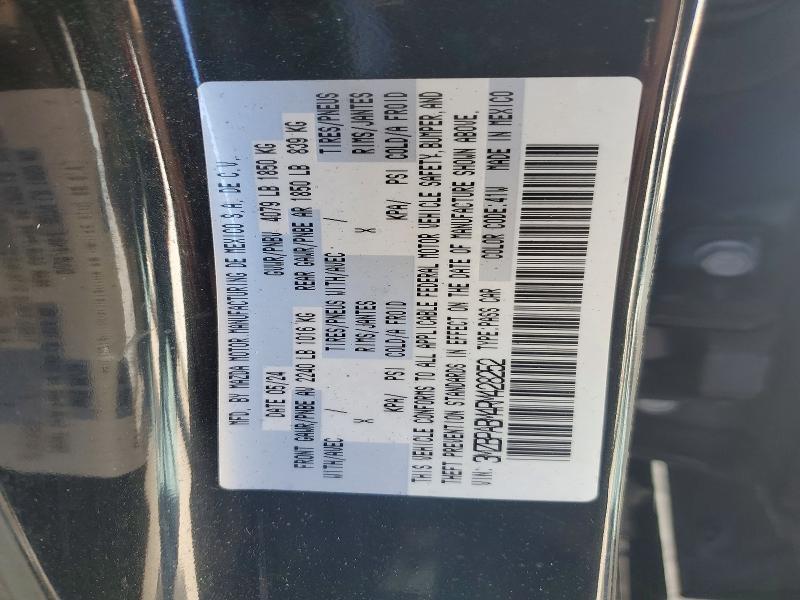 MFD. BY MAZDA MOTOR MANUFACTURING DE MEXICO S.A. DE C.V.
DATE 05/24 GVWR/PNBV 4079 LB 1850 KG
FRONT GAWR/PNBE AV 2240 LB 1016 KG REAR GAWR/PNBE AR 1850 LB 839 KG
WITH/AVEC / TIRES/PNEUS WITH/AVEC / TIRES/PNEUS
X RIMS/JANTES X RIMS/JANTES
KPA/ PSI COLD/A FROID KPA/ PSI COLD/A FROID
THIS VEHICLE CONFORMS TO ALL APPLICABLE FEDERAL MOTOR VEHICLE SAFETY, BUMPER, AND
THEFT PREVENTION STANDARDS IN EFFECT ON THE DATE OF MANUFACTURE SHOWN ABOVE.
VIN: TYPE:PASS CAR COLOR CODE:41W MADE IN MEXICO